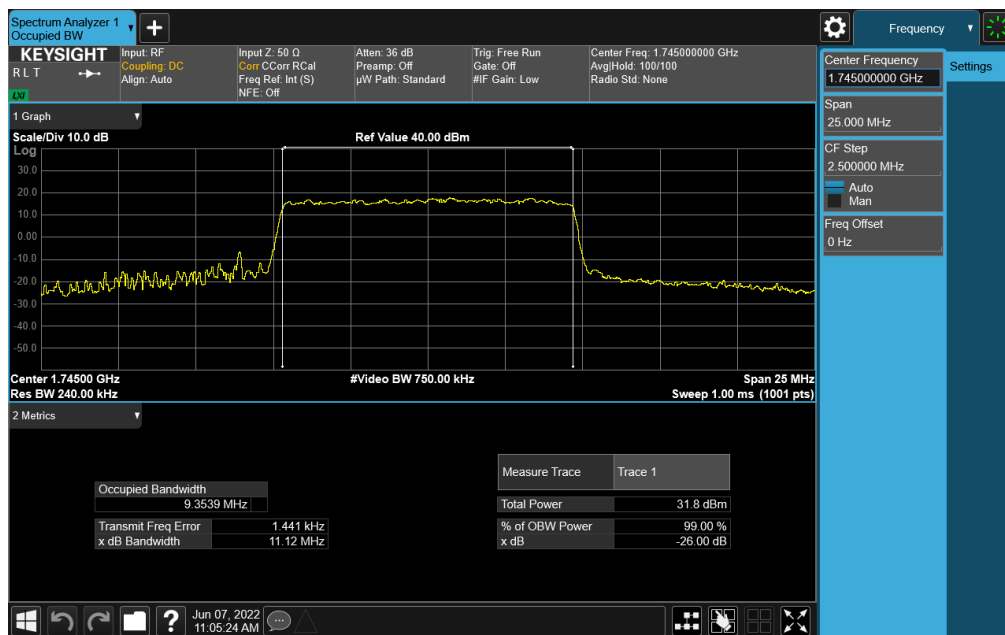 Spectrum Analyzer 1
Occupied BW
Frequency
KEYSIGHT
R L T
LXI
Input: RF
Coupling: DC
Align: Auto
Input Z: 50 Ω
Corr CCorr RCal
Freq Ref: Int (S)
NFE: Off
Atten: 36 dB
Preamp: Off
µW Path: Standard
Trig: Free Run
Gate: Off
#IF Gain: Low
Center Freq: 1.745000000 GHz
Avg|Hold: 100/100
Radio Std: None
Center Frequency
1.745000000 GHz
Settings
Span
25.000 MHz
CF Step
2.500000 MHz
Auto
Man
Freq Offset
0 Hz
1 Graph
Scale/Div 10.0 dB
Ref Value 40.00 dBm
Log
30.0
20.0
10.0
0.00
-10.0
-20.0
-30.0
-40.0
-50.0
Center 1.74500 GHz
#Video BW 750.00 kHz
Span 25 MHz
Res BW 240.00 kHz
Sweep 1.00 ms (1001 pts)
2 Metrics
Occupied Bandwidth
9.3539 MHz
Transmit Freq Error 1.441 kHz
x dB Bandwidth 11.12 MHz
Measure Trace Trace 1
Total Power 31.8 dBm
% of OBW Power 99.00 %
x dB -26.00 dB
Jun 07, 2022
11:05:24 AM